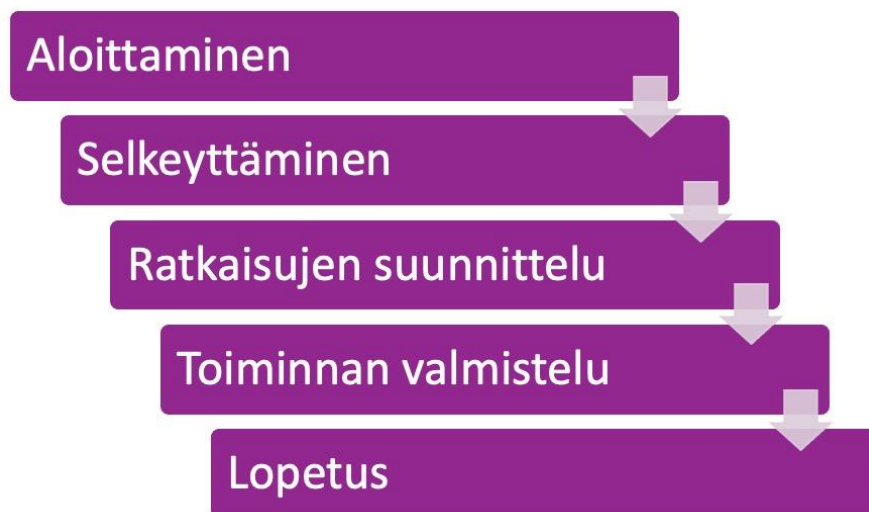 Aloittaminen
Selkeyttäminen
Ratkaisujen suunnittelu
Toiminnan valmistelu
Lopetus